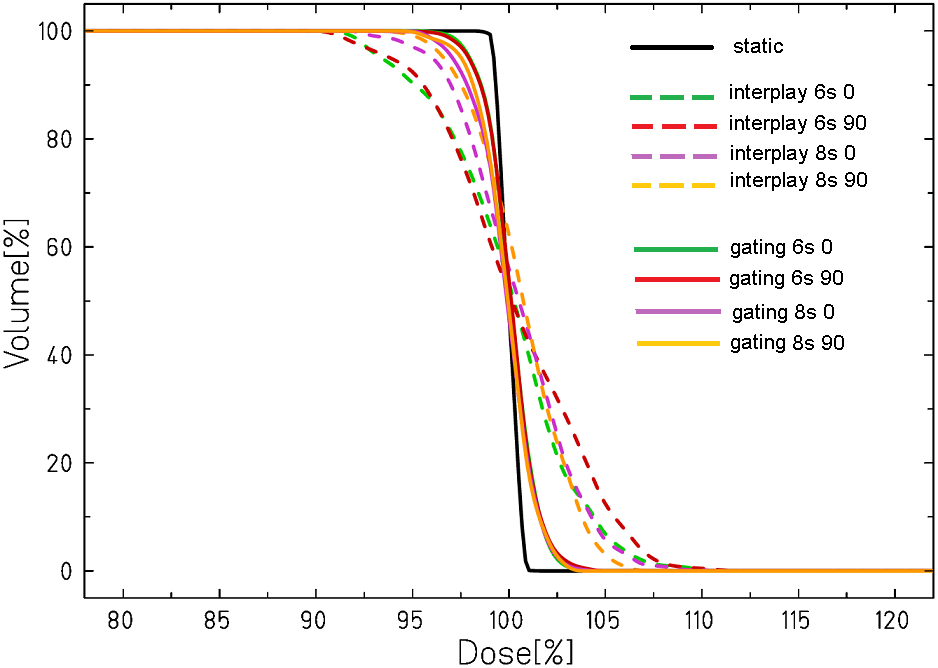 100
80
60
40
20
0
Volume[%]
80
85
90
95
100
105
110
115
120
Dose[%]
static
interplay 6s 0
interplay 6s 90
interplay 8s 0
interplay 8s 90
gating 6s 0
gating 6s 90
gating 8s 0
gating 8s 90